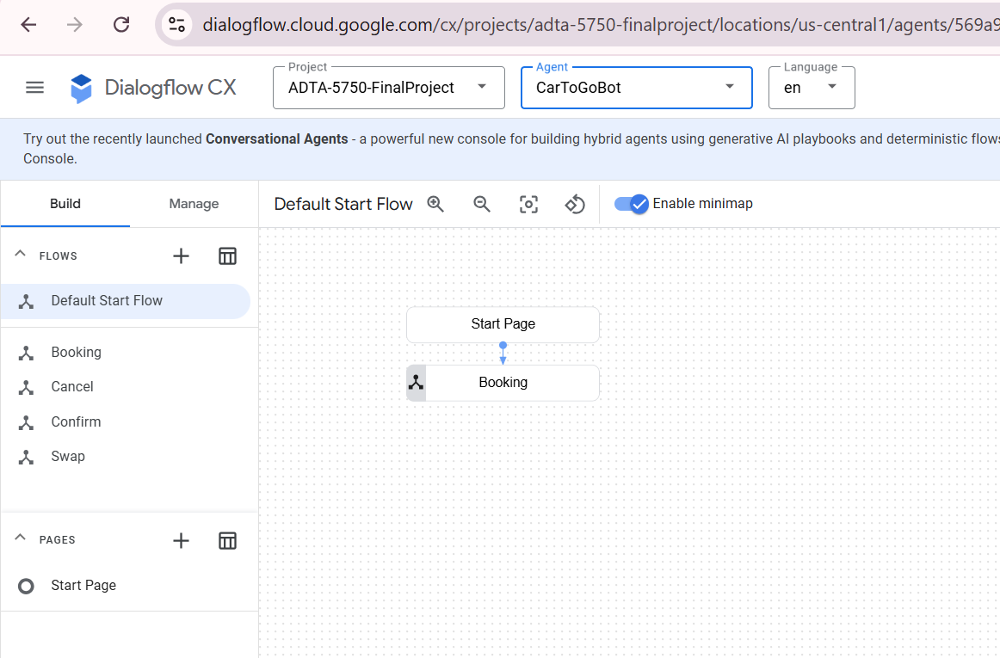 dialogflow.cloud.google.com/cx/projects/adta-5750-finalproject/locations/us-central1/agents/569a9
Dialogflow CX
Project
ADTA-5750-FinalProject
Agent
CarToGoBot
Language
en
Try out the recently launched Conversational Agents - a powerful new console for building hybrid agents using generative AI playbooks and deterministic flows
Console.
Build
Manage
Default Start Flow
Enable minimap
FLOWS
Default Start Flow
Booking
Cancel
Confirm
Swap
PAGES
Start Page
Start Page
Booking